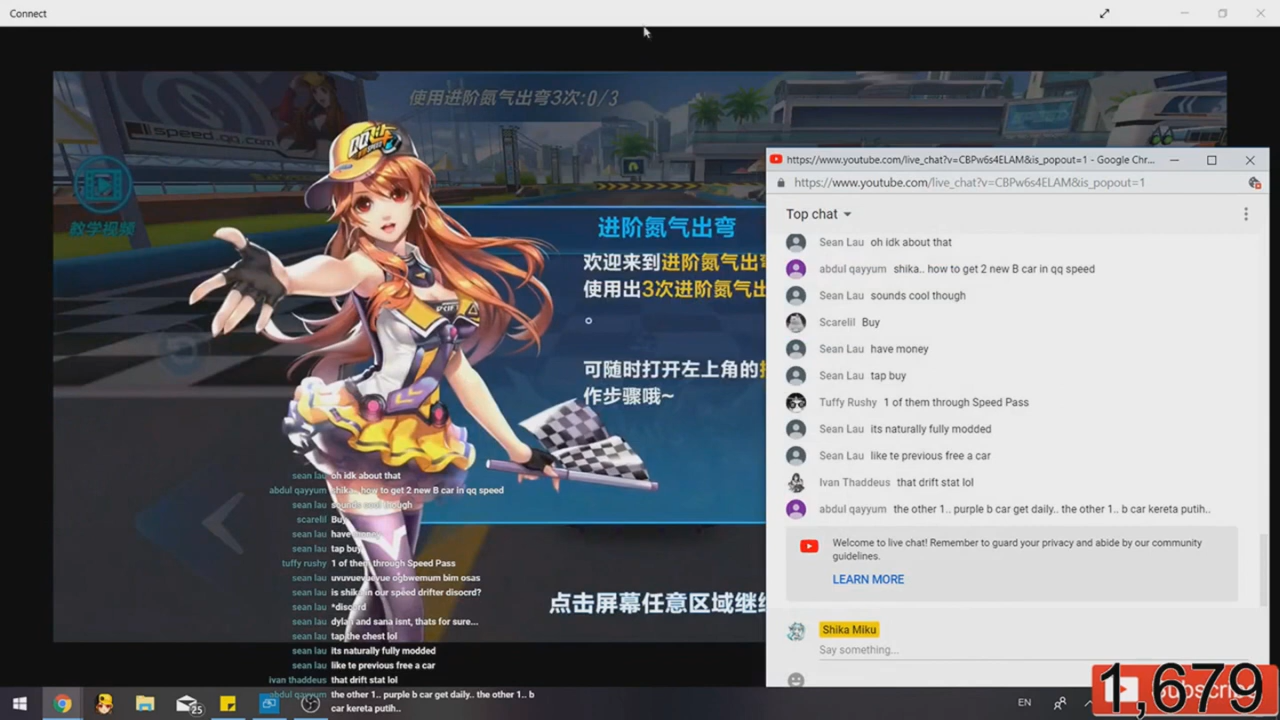 Connect
使用进阶氮气出弯3次:0/3
speed.qq.com
教学视频
进阶氮气出弯
欢迎来到进阶氮气出
使用出3次进阶氮气出
。
可随时打开左上角的
作步骤哦~
点击屏幕任意区域继续
https://www.youtube.com/live_chat?v=CBPw6s4ELAM&is_popout=1 - Google Chr...
https://www.youtube.com/live_chat?v=CBPw6s4ELAM&is_popout=1
Top chat
Sean Lau oh idk about that
abdul qayyum shika.. how to get 2 new B car in qq speed
Sean Lau sounds cool though
Scarelil Buy
Sean Lau have money
Sean Lau tap buy
Tuffy Rushy 1 of them through Speed Pass
Sean Lau its naturally fully modded
Sean Lau like te previous free a car
Ivan Thaddeus that drift stat lol
abdul qayyum the other 1.. purple b car get daily.. the other 1.. b car kereta putih..
Welcome to live chat! Remember to guard your privacy and abide by our community
guidelines.
LEARN MORE
Shika Miku
Say something...
sean lau oh idk about that
abdul qayyum shika.. how to get 2 new B car in qq speed
sean lau sounds cool though
scarelil Buy
sean lau have money
sean lau tap buy
tuffy rushy 1 of them through Speed Pass
sean lau uvuvuevuevue ogbwemum bim osas
sean lau is shika in our speed drifter disocrd?
sean lau *discord
sean lau dylan and sana isnt, thats for sure...
sean lau tap the chest lol
sean lau its naturally fully modded
sean lau like te previous free a car
ivan thaddeus that drift stat lol
abdul qayyum the other 1.. purple b car get daily.. the other 1.. b
car kereta putih..
25
EN
1,679